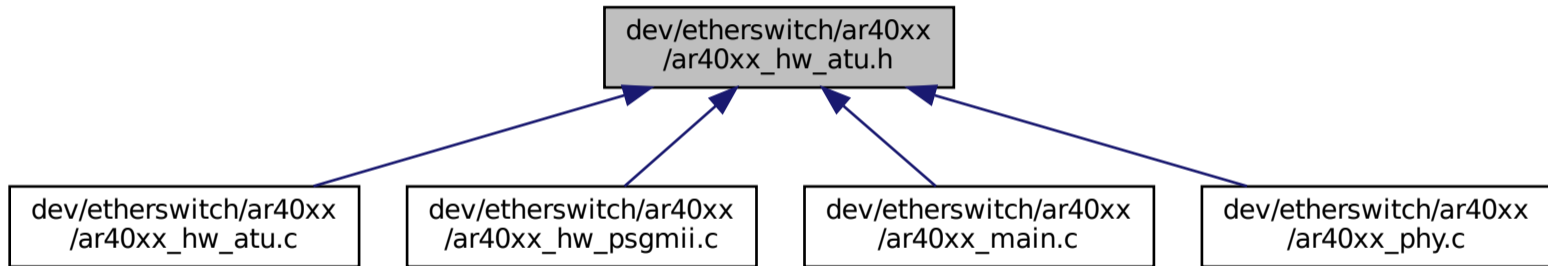 dev/etherswitch/ar40xx
/ar40xx_hw_atu.h
dev/etherswitch/ar40xx
/ar40xx_hw_atu.c
dev/etherswitch/ar40xx
/ar40xx_hw_psgmii.c
dev/etherswitch/ar40xx
/ar40xx_main.c
dev/etherswitch/ar40xx
/ar40xx_phy.c